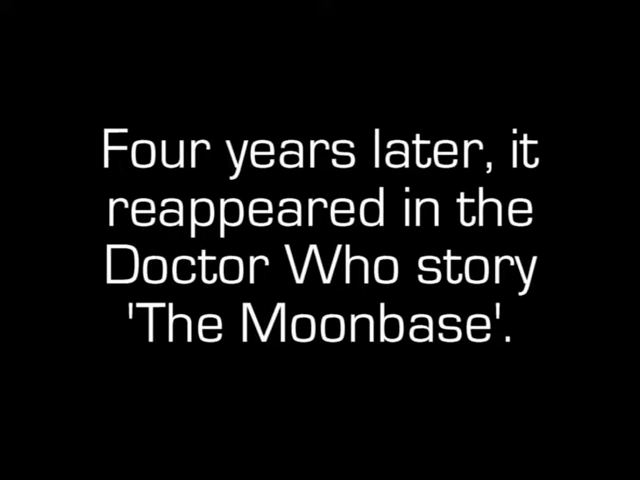 Four years later, it
reappeared in the
Doctor Who story
'The Moonbase'.